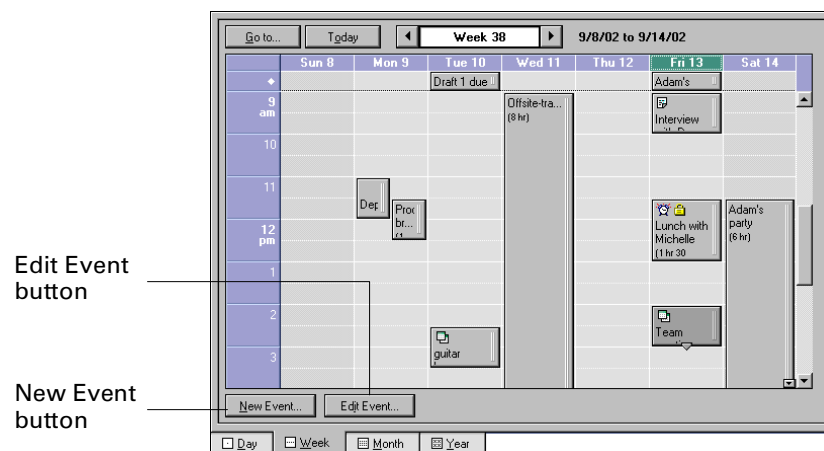 Go to...
Today
Week 38
9/8/02 to 9/14/02
Sun 8
Mon 9
Tue 10
Wed 11
Thu 12
Fri 13
Sat 14
Draft 1 due
Adam's
9
am
10
11
12
pm
1
2
3
Offsite-tra...
(8 hr)
Interview
Dep
Proc
br...
(1
guitar
Lunch with
Michelle
(1 hr 30
Team
Adam's
party
(6 hr)
Edit Event
button
New Event
button
New Event...
Edit Event...
Day
Week
Month
Year